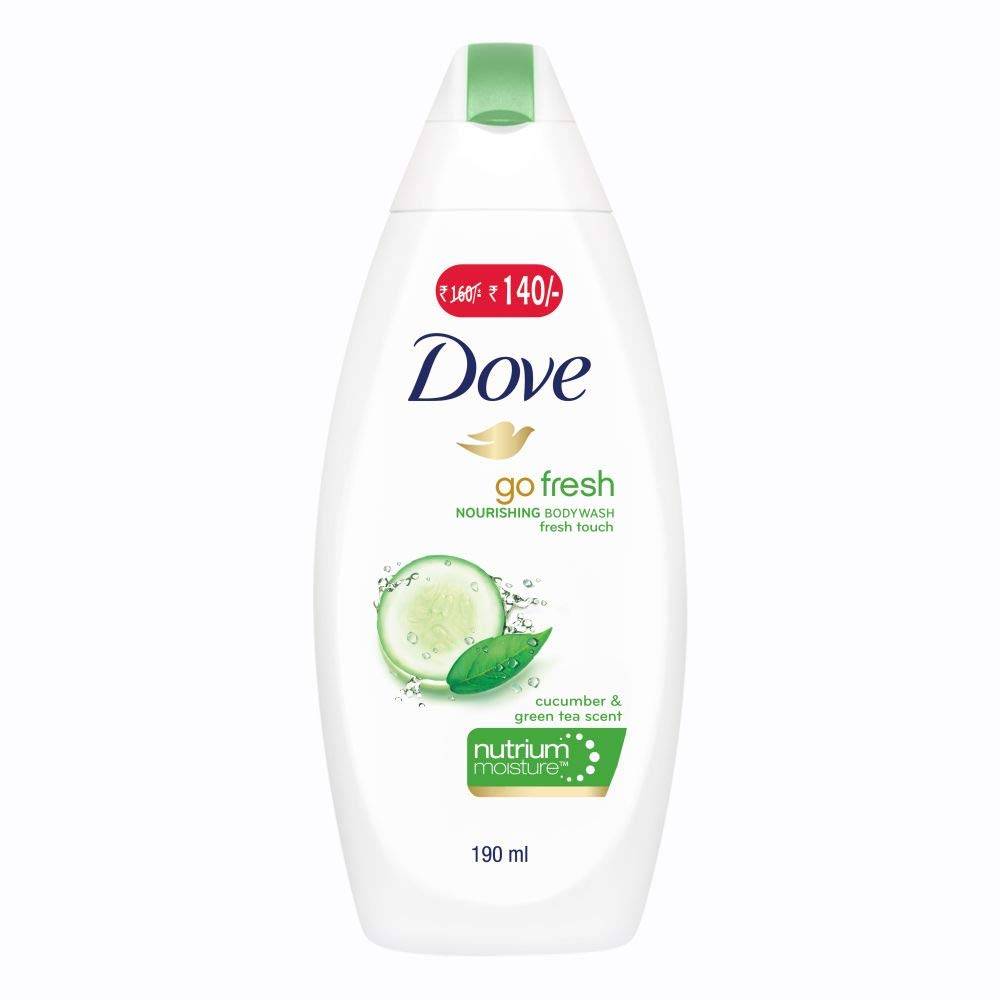 ₹ 160/- ₹ 140/-
Dove
go fresh
NOURISHING BODYWASH
fresh touch
cucumber &
green tea scent
nutrium
moisture™
190 ml